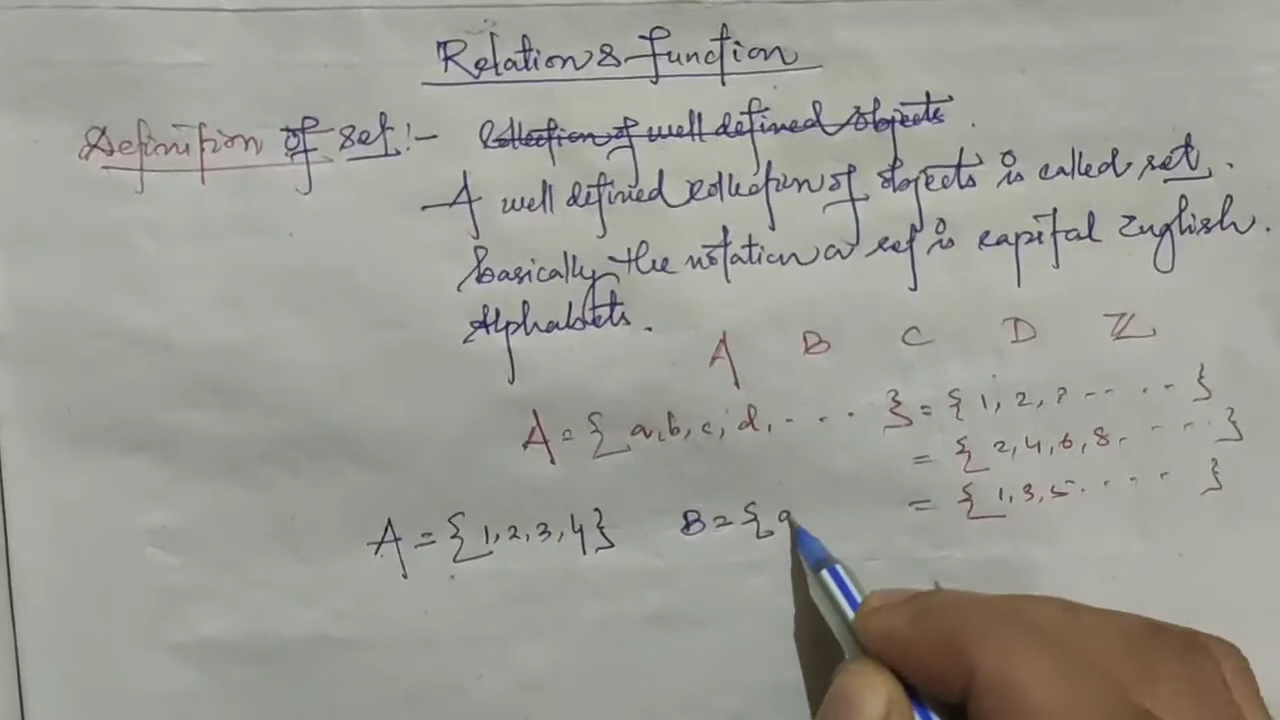 Relation & function
Definition of set:- Collection of well defined objects.
A well defined collection of objects is called set.
basically the notation a set is capital English.
Alphabets.
A B C D Z
A = { a, b, c, d, . . . . } = { 1, 2, 3 - - . . . . }
= { 2, 4, 6, 8, . . . . }
= { 1, 3, 5 . . . . . }
A = {1, 2, 3, 4} B = { a